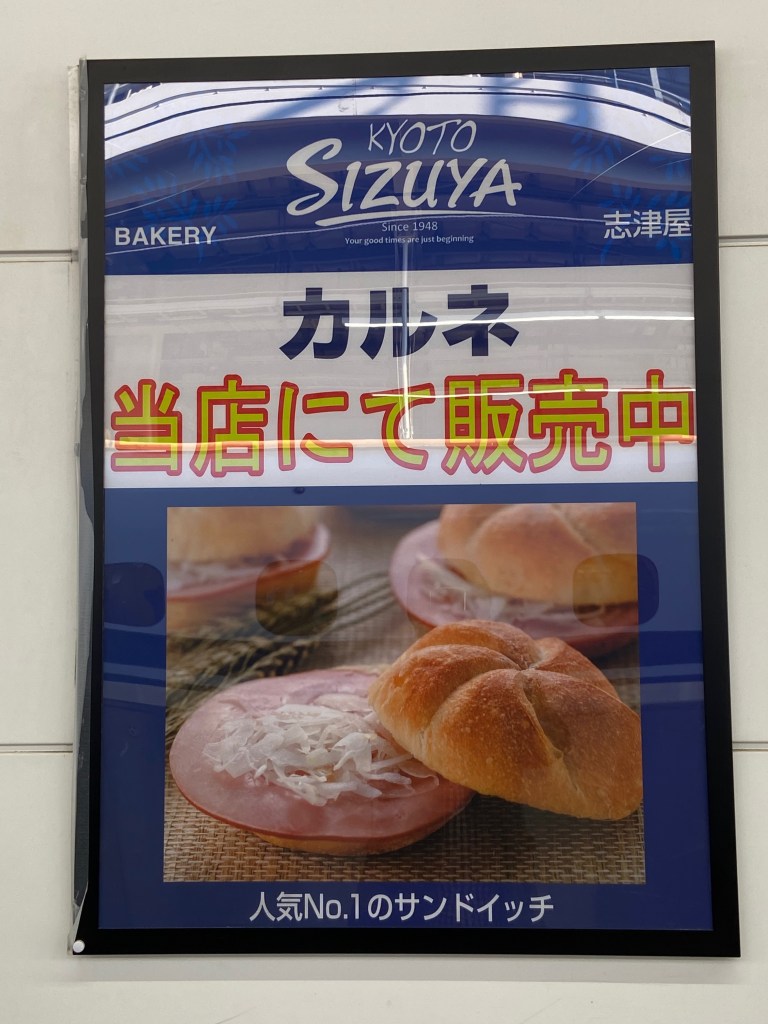 KYOTO
SIZUYA
Since 1948
Your good times are just beginning
BAKERY
志津屋
カルネ
当店にて販売中
人気No.1のサンドイッチ